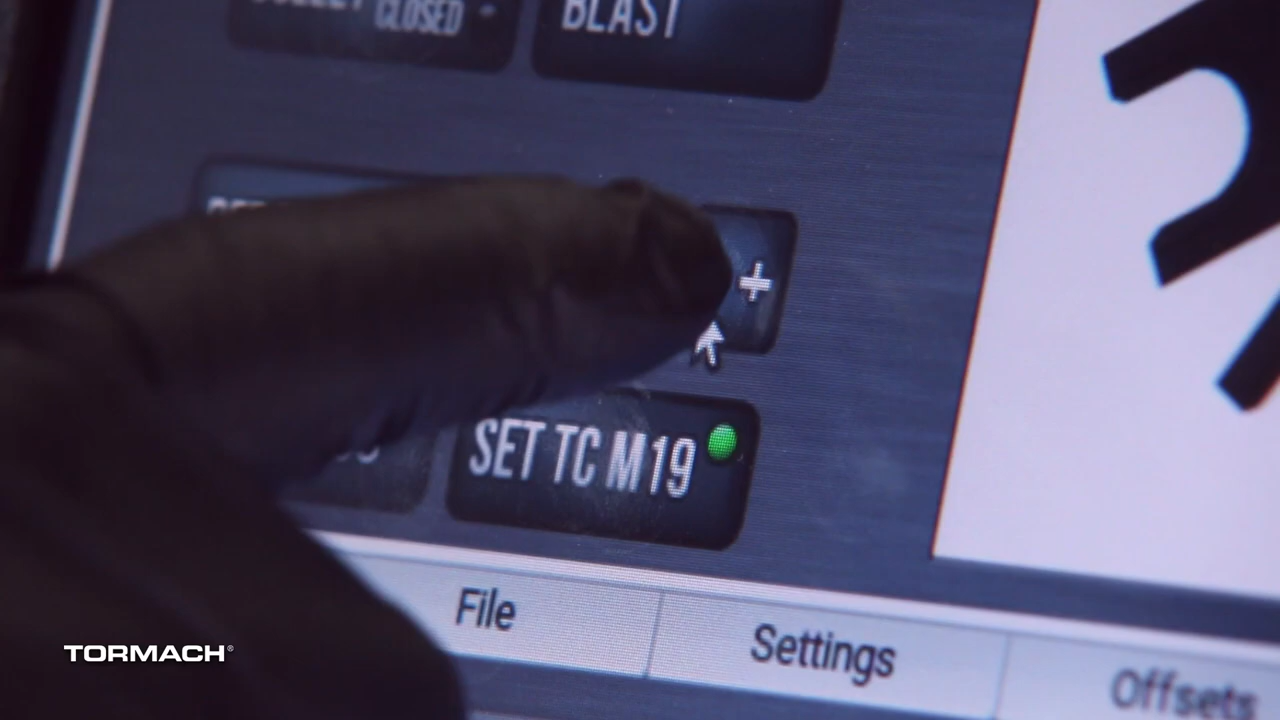 CLOSED
BLAST
+
SET TC M19
File
Settings
Offsets
TORMACH®